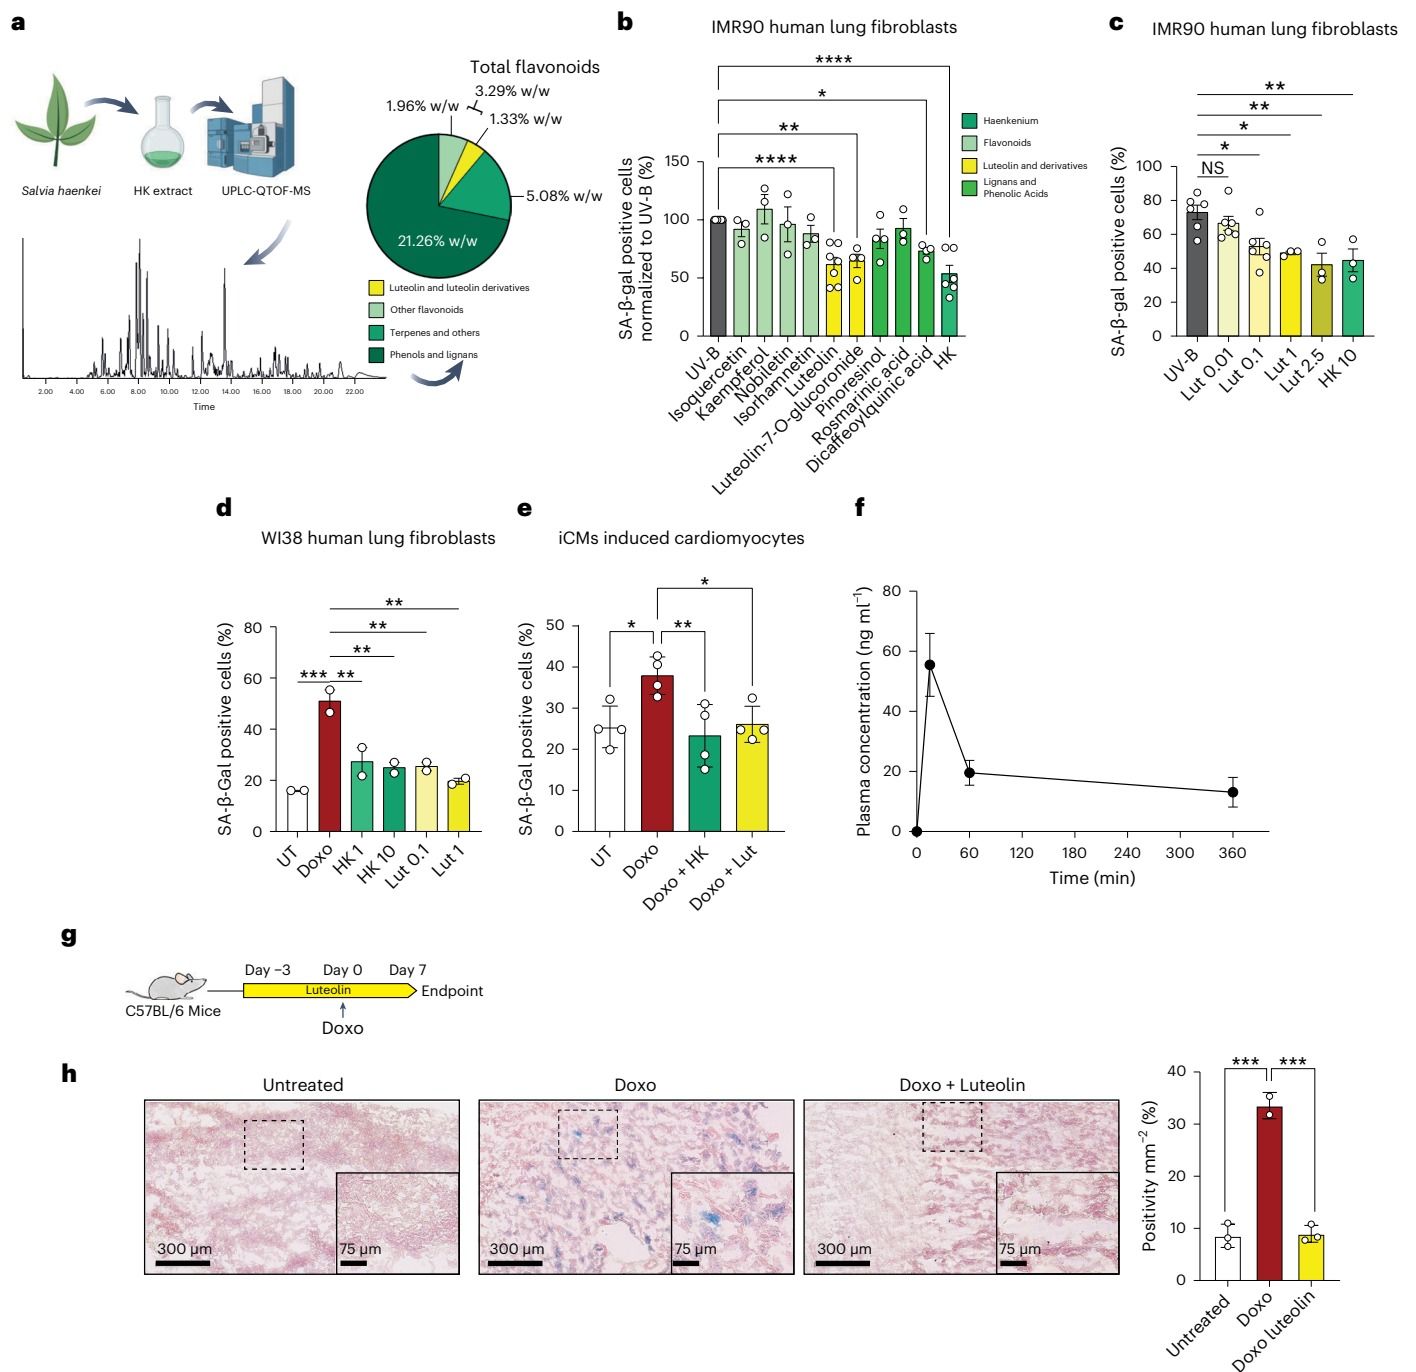 a
Salvia haenkei
HK extract
UPLC-QTOF-MS
Total flavonoids
3.29% w/w
1.96% w/w
1.33% w/w
5.08% w/w
21.26% w/w
Luteolin and luteolin derivatives
Other flavonoids
Terpenes and others
Phenols and lignans
2.00 4.00 6.00 8.00 10.00 12.00 14.00 16.00 18.00 20.00 22.00
Time
b
IMR90 human lung fibroblasts
****
*
**
****
SA-β-gal positive cells
normalized to UV-B (%)
150
100
50
0
UV-B
Isoquercetin
Kaempferol
Nobiletin
Isorhamnetin
Luteolin
Luteolin-7-O-glucoronide
Pinoresinol
Rosmarinic acid
Dicaffeoylquinic acid
HK
Haenkenium
Flavonoids
Luteolin and derivatives
Lignans and
Phenolic Acids
c
IMR90 human lung fibroblasts
**
**
*
*
NS
SA-β-gal positive cells (%)
100
80
60
40
20
0
UV-B
Lut 0.01
Lut 0.1
Lut 1
Lut 2.5
HK 10
d
WI38 human lung fibroblasts
**
**
**
*** **
SA-β-Gal positive cells (%)
80
60
40
20
0
UT
Doxo
HK 1
HK 10
Lut 0.1
Lut 1
e
iCMs induced cardiomyocytes
*
* **
SA-β-Gal positive cells (%)
50
40
30
20
10
0
UT
Doxo
Doxo + HK
Doxo + Lut
f
Plasma concentration (ng ml−1)
80
60
40
20
0
0 60 120 180 240 300 360
Time (min)
g
Day −3 Day 0 Day 7
Luteolin
Endpoint
C57BL/6 Mice
Doxo
h
Untreated
300 μm
75 μm
Doxo
300 μm
75 μm
Doxo + Luteolin
300 μm
75 μm
*** ***
Positivity mm−2 (%)
40
30
20
10
0
Untreated
Doxo
Doxo luteolin